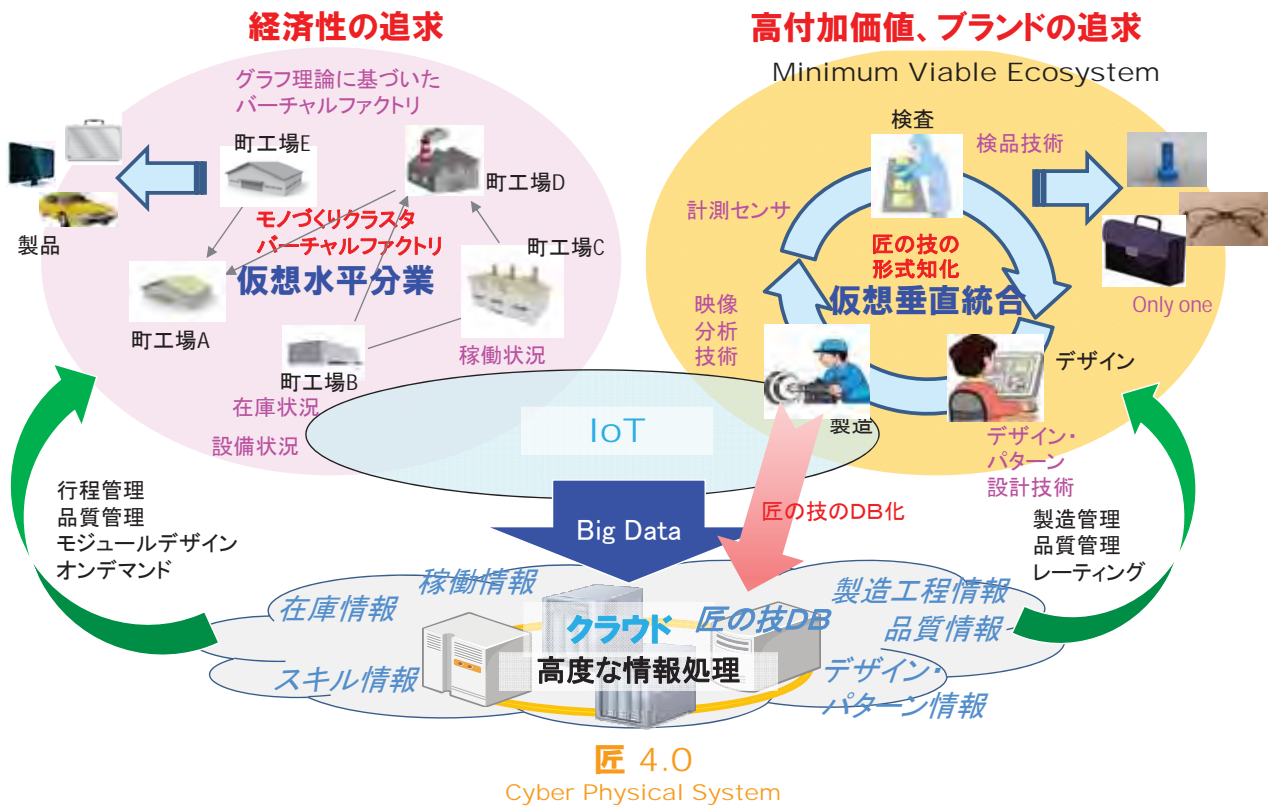 経済性の追求
グラフ理論に基づいた
バーチャルファクトリ
町工場E
町工場D
モノづくりクラスタ
バーチャルファクトリ
仮想水平分業
町工場C
製品
町工場A
町工場B
稼働状況
在庫状況
設備状況
高付加価値、ブランドの追求
Minimum Viable Ecosystem
検査
検品技術
計測センサ
匠の技の
形式知化
仮想垂直統合
映像
分析
技術
Only one
デザイン
製造
デザイン・
パターン
設計技術
IoT
Big Data
匠の技のDB化
行程管理
品質管理
モジュールデザイン
オンデマンド
製造管理
品質管理
レーティング
在庫情報
稼働情報
スキル情報
クラウド
高度な情報処理
匠の技DB
製造工程情報
品質情報
デザイン・
パターン情報
匠 4.0
Cyber Physical System